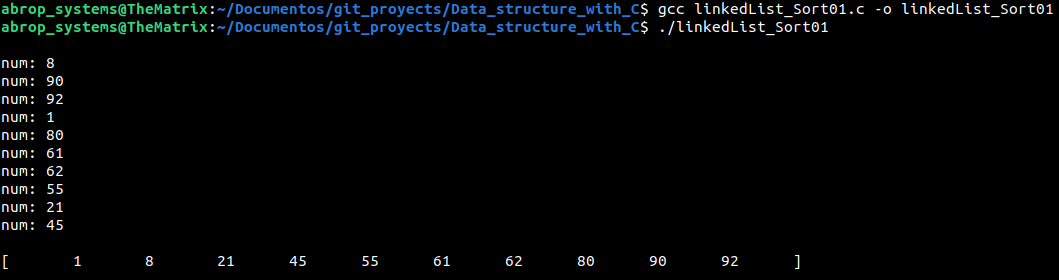 abrop_systems@TheMatrix:~/Documentos/git_proyects/Data_structure_with_C$ gcc linkedList_Sort01.c -o linkedList_Sort01
abrop_systems@TheMatrix:~/Documentos/git_proyects/Data_structure_with_C$ ./linkedList_Sort01
num: 8
num: 90
num: 92
num: 1
num: 80
num: 61
num: 62
num: 55
num: 21
num: 45
[ 1 8 21 45 55 61 62 80 90 92 ]